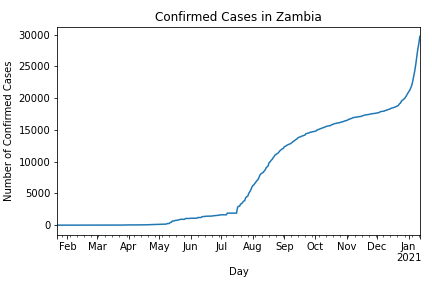 Confirmed Cases in Zambia
Number of Confirmed Cases
30000
25000
20000
15000
10000
5000
0
Feb Mar Apr May Jun Jul Aug Sep Oct Nov Dec Jan
2021
Day